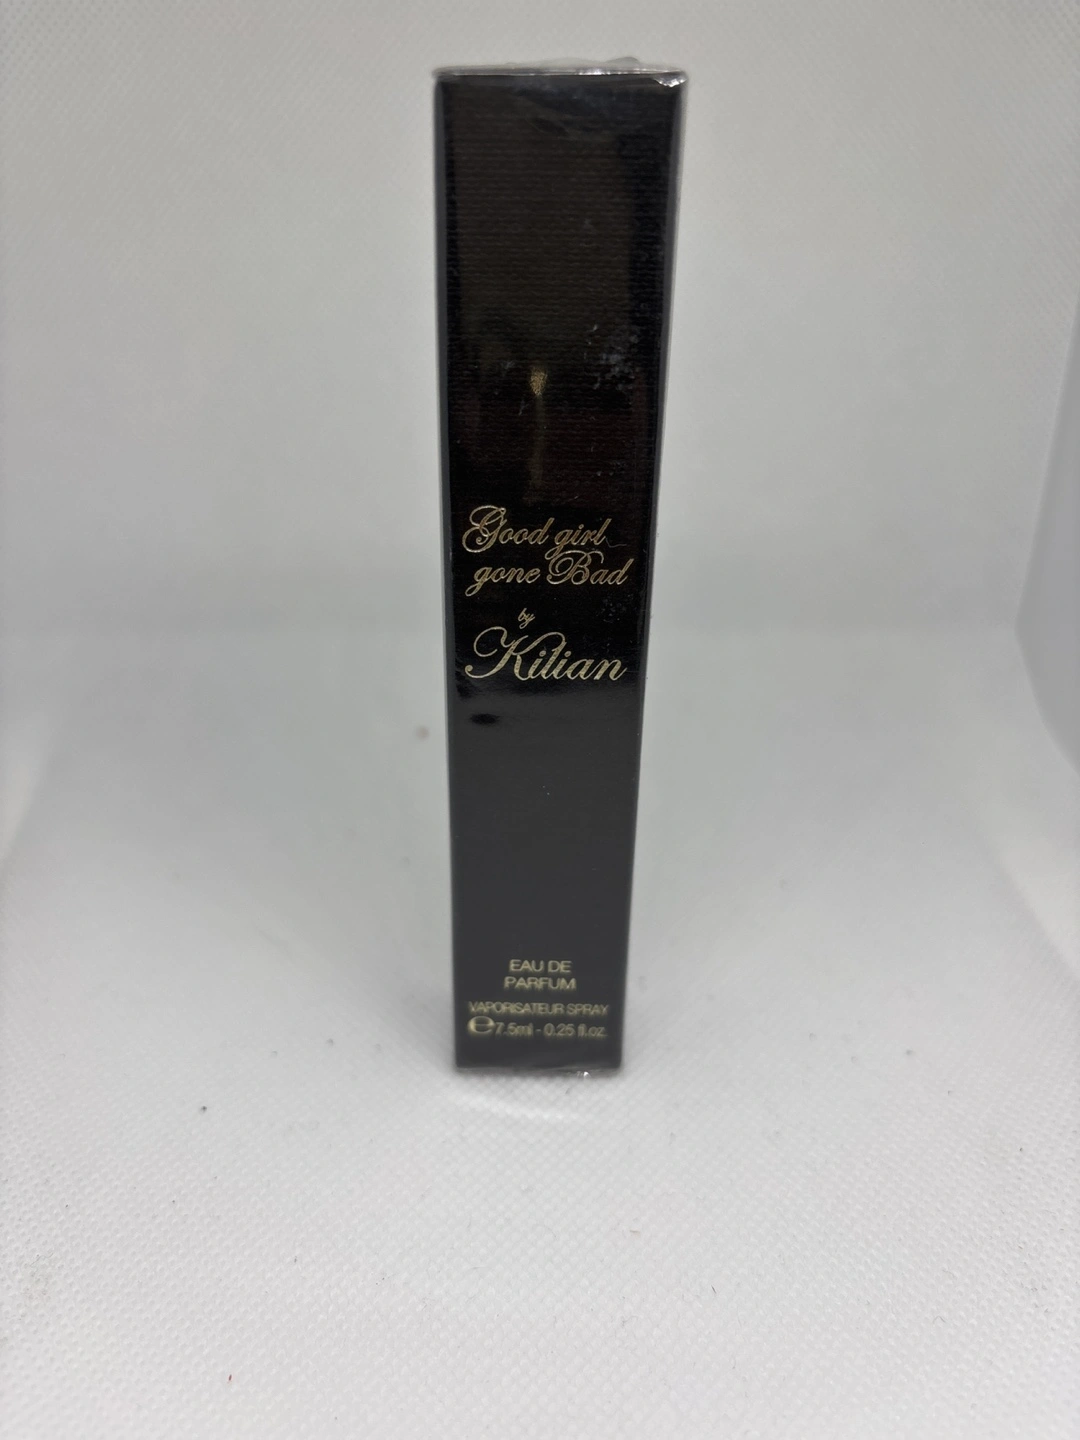 Good girl
gone Bad
by
Kilian
EAU DE
PARFUM
VAPORISATEUR SPRAY
℮ 7.5ml - 0.25 fl.oz.